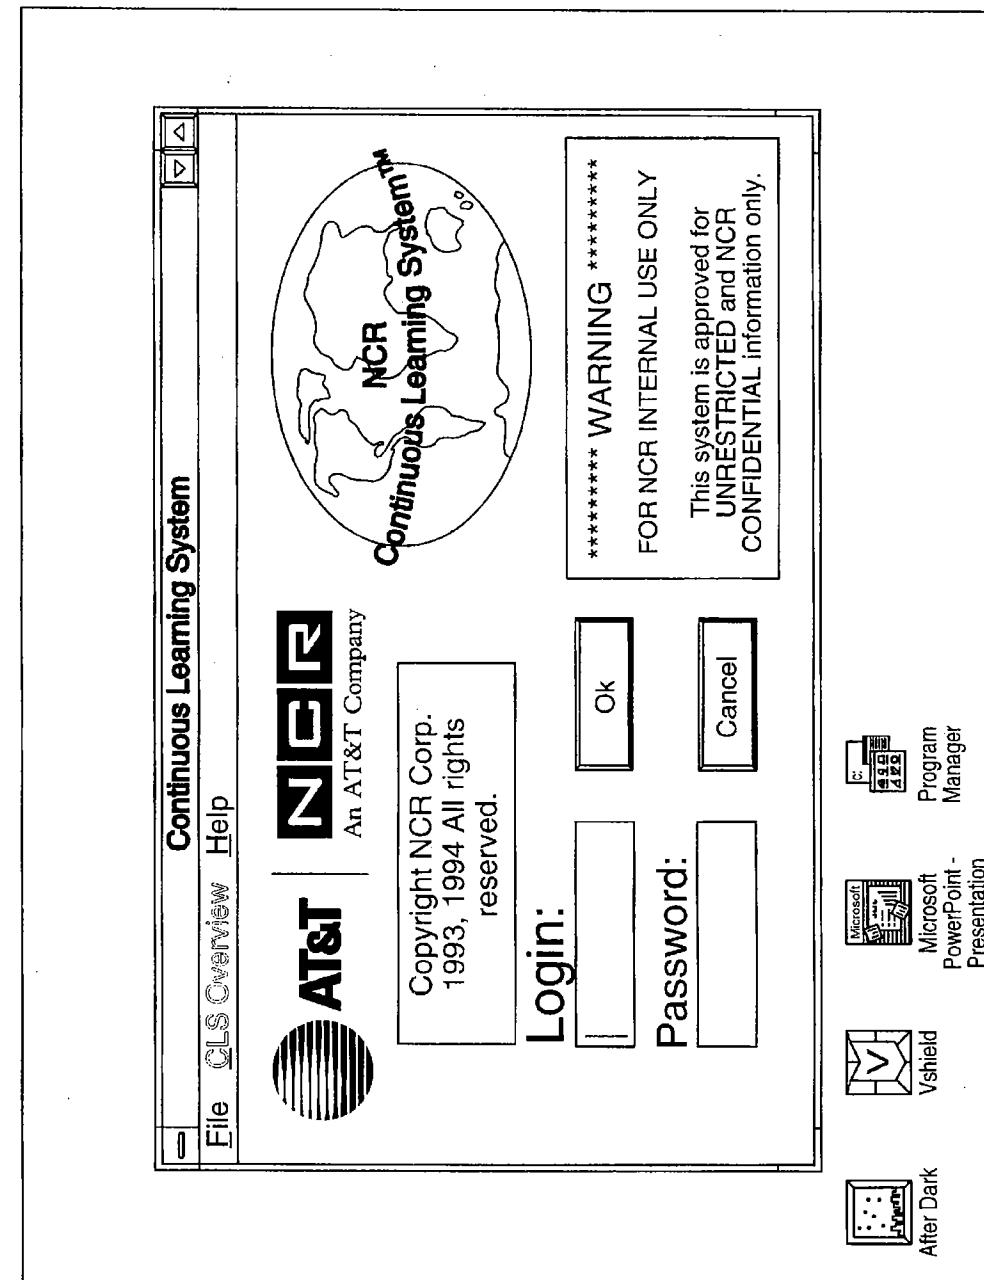 Continuous Learning System
File CLS Overview Help
AT&T
NCR
An AT&T Company
NCR
Continuous Learning System™
Copyright NCR Corp.
1993, 1994 All rights
reserved.
Login:
Password:
Ok
Cancel
********** WARNING **********
FOR NCR INTERNAL USE ONLY
This system is approved for
UNRESTRICTED and NCR
CONFIDENTIAL information only.
After Dark
V
Vshield
Microsoft
Microsoft
PowerPoint -
Presentation
C:
Program
Manager